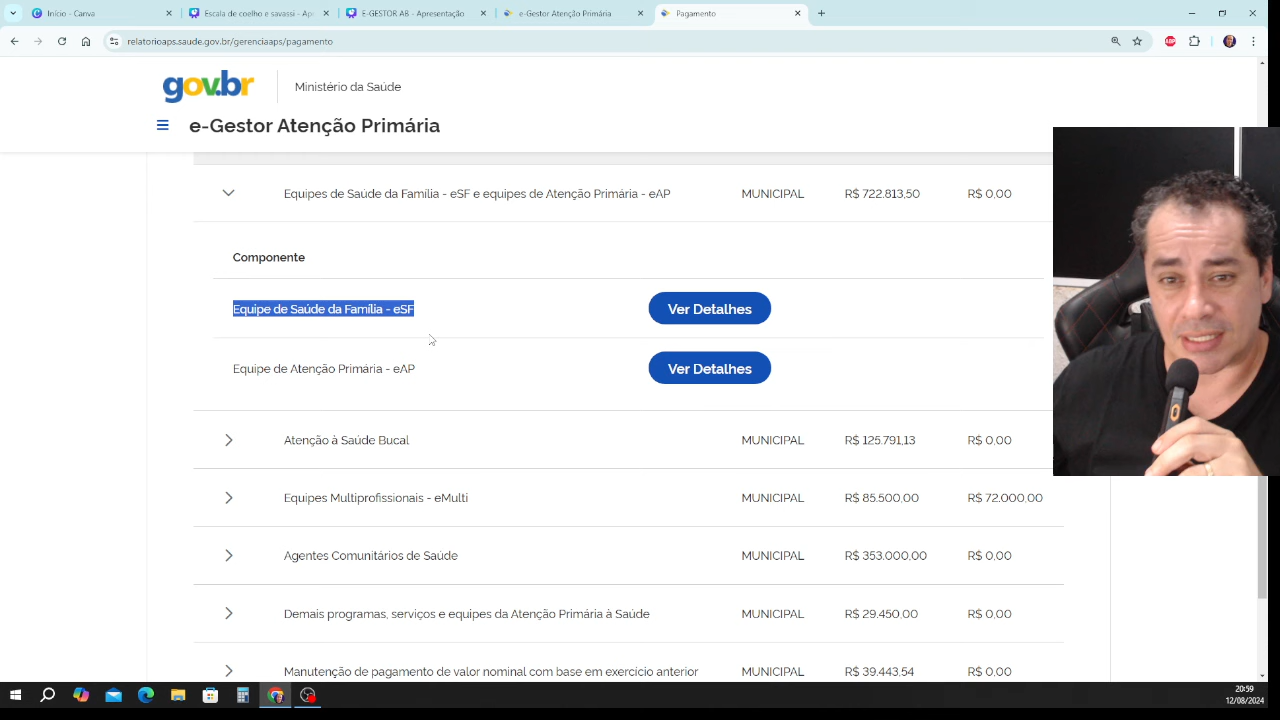 Início - Canva
Escala de coelho e savassi - Ap
E-GESTOR AB - Apresentação
e-Gestor Atenção Primária
Pagamento
relatorioaps.saude.gov.br/gerenciaaps/pagamento
ABP
gov.br
Ministério da Saúde
e-Gestor Atenção Primária
Equipes de Saúde da Família - eSF e equipes de Atenção Primária - eAP MUNICIPAL R$ 722.813,50 R$ 0,00
Componente
Equipe de Saúde da Família - eSF Ver Detalhes
Equipe de Atenção Primária - eAP Ver Detalhes
Atenção à Saúde Bucal MUNICIPAL R$ 125.791,13 R$ 0,00
Equipes Multiprofissionais - eMulti MUNICIPAL R$ 85.500,00 R$ 72.000,00
Agentes Comunitários de Saúde MUNICIPAL R$ 353.000,00 R$ 0,00
Demais programas, serviços e equipes da Atenção Primária à Saúde MUNICIPAL R$ 29.450,00 R$ 0,00
Manutenção de pagamento de valor nominal com base em exercício anterior MUNICIPAL R$ 39.443,54 R$ 0,00
20:59
12/08/2024